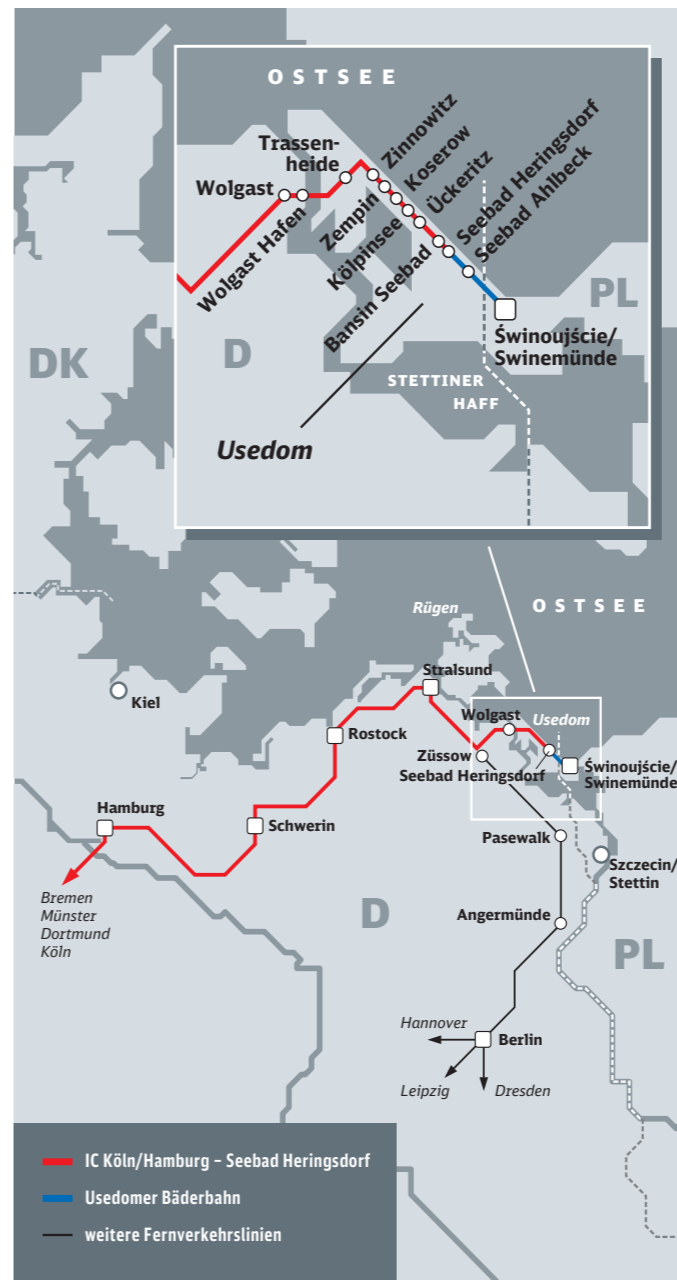 OSTSEE
Trassen-
heide
Wolgast
Wolgast Hafen
Zinnowitz
Zempin
Koserow
Kölpinsee
Ückeritz
Bansin Seebad
Seebad Heringsdorf
Seebad Ahlbeck
DK
D
PL
Świnoujście/
Swinemünde
STETTINER
HAFF
Usedom
Rügen
OSTSEE
Stralsund
Kiel
Wolgast
Usedom
Rostock
Züssow
Seebad Heringsdorf
Świnoujście/
Swinemünde
Hamburg
Schwerin
Pasewalk
Szczecin/
Stettin
Bremen
Münster
Dortmund
Köln
D
Angermünde
PL
Hannover
Berlin
Leipzig
Dresden
IC Köln/Hamburg – Seebad Heringsdorf
Usedomer Bäderbahn
weitere Fernverkehrslinien